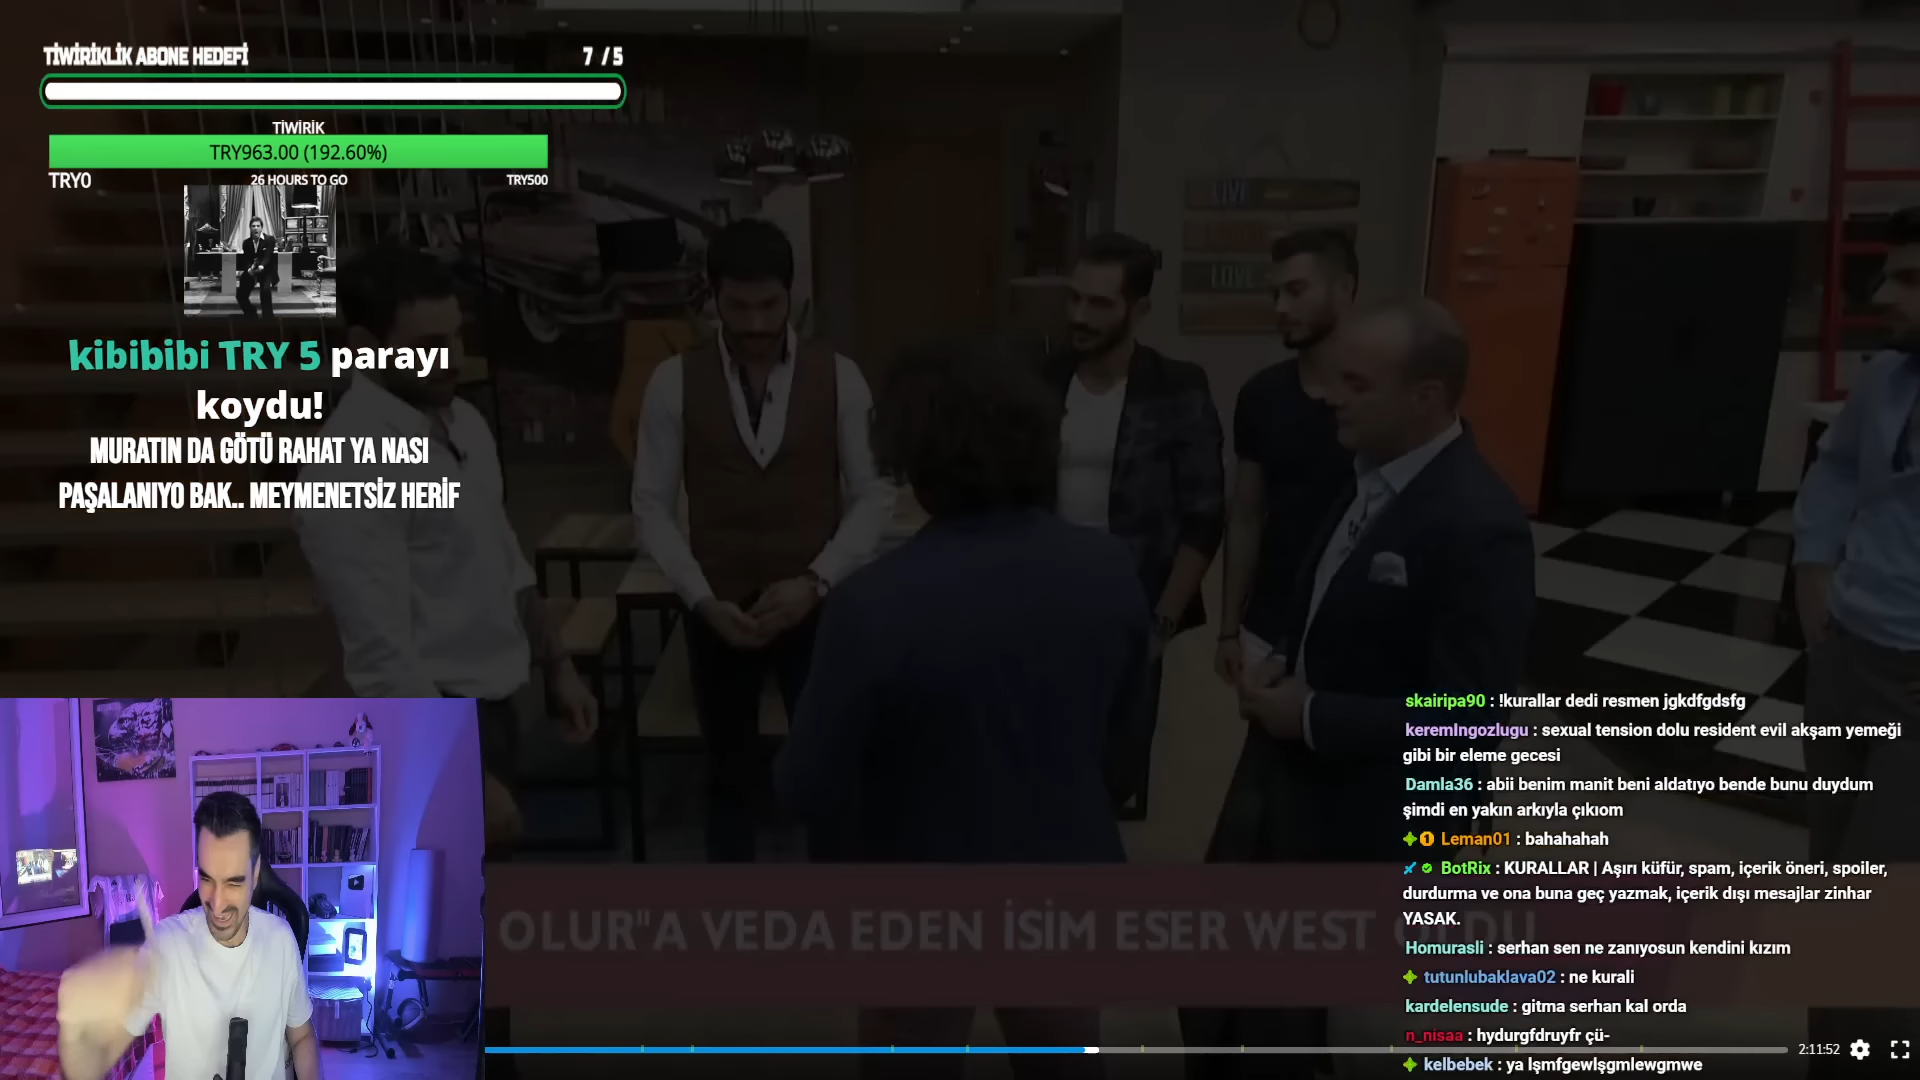 TİWİRİKLİK ABONE HEDEFİ 7 / 5
TİWİRİK
TRY963.00 (192.60%)
TRY0 26 HOURS TO GO TRY500
kibibibi TRY 5 parayı
koydu!
MURATIN DA GÖTÜ RAHAT YA NASI
PAŞALANIYO BAK.. MEYMENETSİZ HERİF
LIVE
LOVE
OLUR"A VEDA EDEN İSİM ESER WEST OLDU
skairipa90 : !kurallar dedi resmen jgkdfgdsfg
keremIngozlugu : sexual tension dolu resident evil akşam yemeği
gibi bir eleme gecesi
Damla36 : abii benim manit beni aldatıyo bende bunu duydum
şimdi en yakın arkıyla çıkıom
Leman01 : bahahahah
BotRix : KURALLAR | Aşırı küfür, spam, içerik öneri, spoiler,
durdurma ve ona buna geç yazmak, içerik dışı mesajlar zinhar
YASAK.
Homurasli : serhan sen ne zanıyosun kendini kızım
tutunlubaklava02 : ne kurali
kardelensude : gitma serhan kal orda
n_nisaa : hydurgfdruyfr çü-
kelbebek : ya lşmfgewlşgmlewgmwe
2:11:52